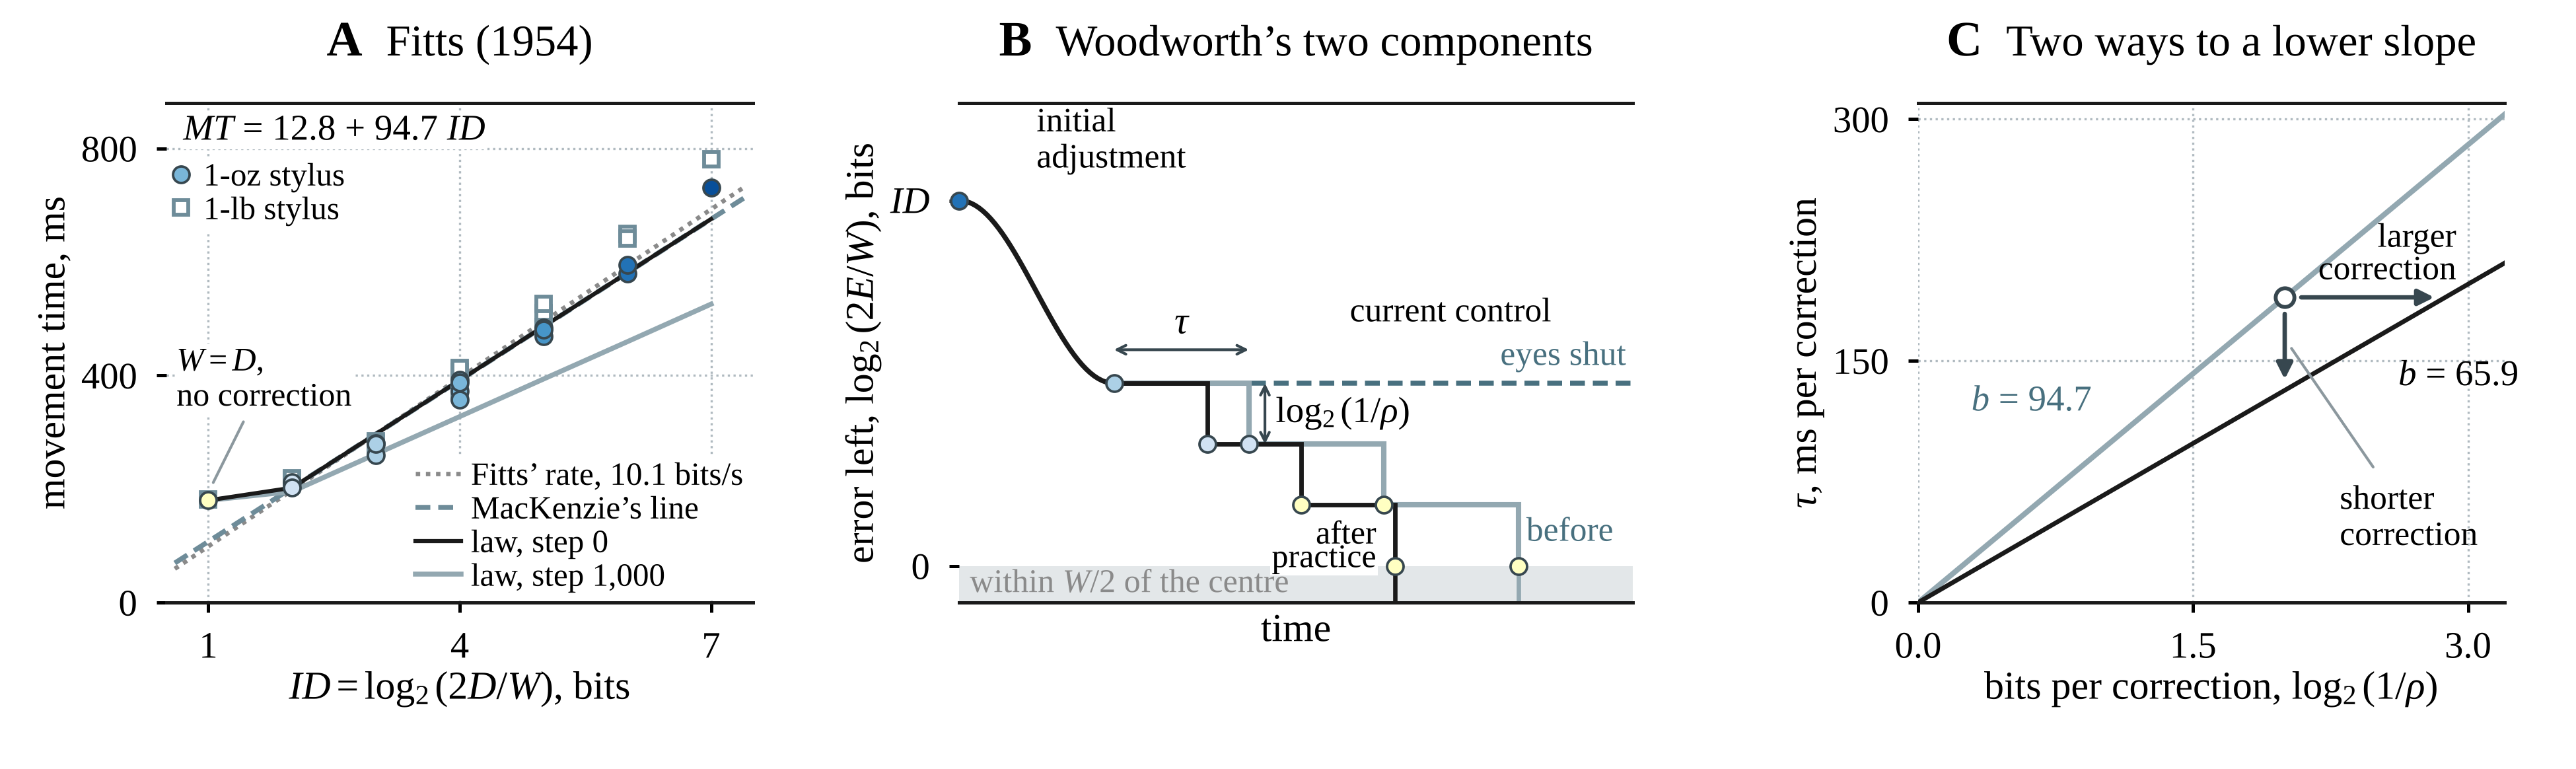 A Fitts (1954)
MT = 12.8 + 94.7 ID
800
400
0
movement time, ms
1-oz stylus
1-lb stylus
W = D,
no correction
Fitts’ rate, 10.1 bits/s
MacKenzie’s line
law, step 0
law, step 1,000
1 4 7
ID = log₂ (2D/W), bits
B Woodworth’s two components
error left, log₂ (2E/W), bits
ID
0
initial
adjustment
τ
current control
eyes shut
log₂ (1/ρ)
after
practice
before
within W/2 of the centre
time
C Two ways to a lower slope
300
150
0
τ, ms per correction
larger
correction
b = 94.7
b = 65.9
shorter
correction
0.0 1.5 3.0
bits per correction, log₂ (1/ρ)